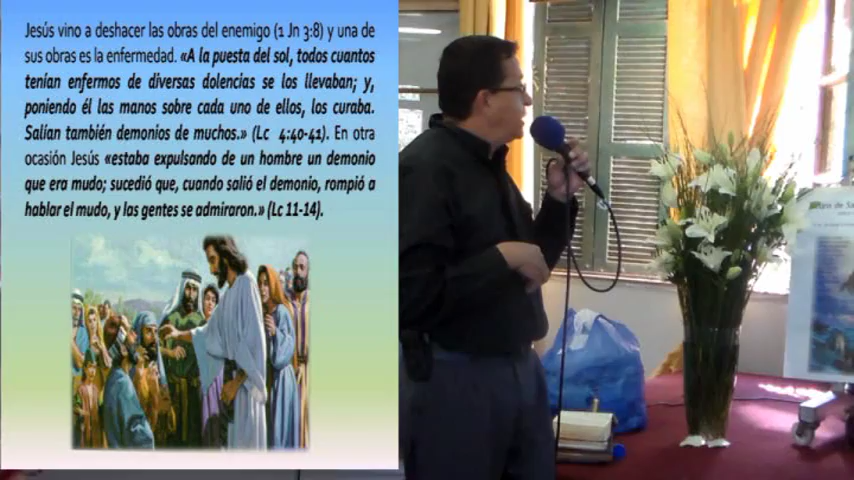 Jesús vino a deshacer las obras del enemigo (1 Jn 3:8) y una de
sus obras es la enfermedad. «A la puesta del sol, todos cuantos
tenían enfermos de diversas dolencias se los llevaban; y,
poniendo él las manos sobre cada uno de ellos, los curaba.
Salían también demonios de muchos.» (Lc 4:40-41). En otra
ocasión Jesús «estaba expulsando de un hombre un demonio
que era mudo; sucedió que, cuando salió el demonio, rompió a
hablar el mudo, y las gentes se admiraron.» (Lc 11-14).